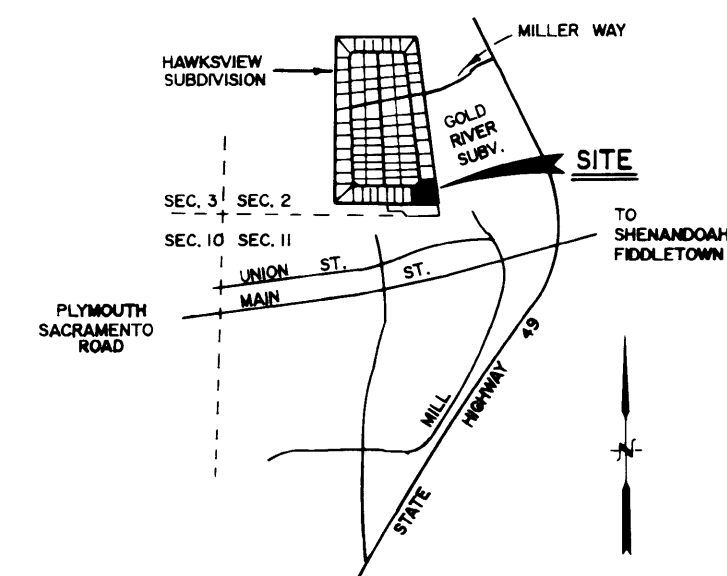 MILLER WAY
HAWKSVIEW
SUBDIVISION
GOLD
RIVER
SUBV.
SITE
SEC. 3 SEC. 2
SEC. 10 SEC. 11
TO
SHENANDOAH
FIDDLETOWN
UNION ST.
MAIN ST.
PLYMOUTH
SACRAMENTO
ROAD
MILL
STATE HIGHWAY 49
N